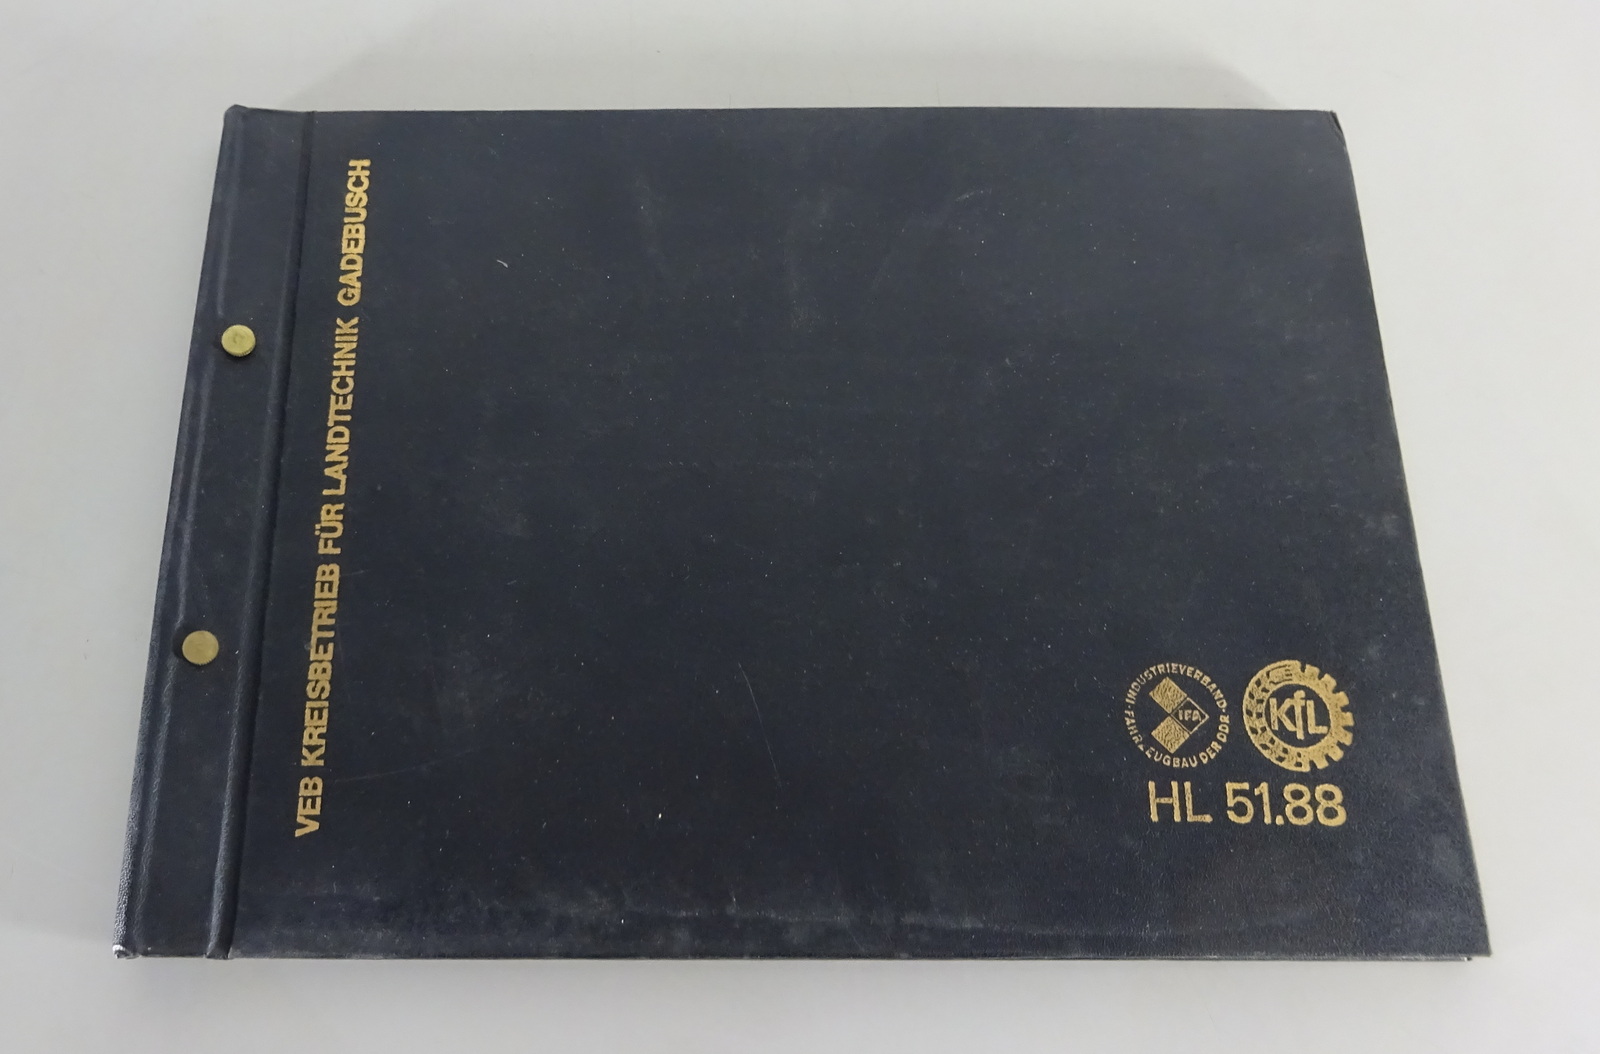 VEB KREISBETRIEB FÜR LANDTECHNIK GADEBUSCH
INDUSTRIEVERBAND
FAHRZEUGBAU DER DDR
IFA
KfL
HL 51.88